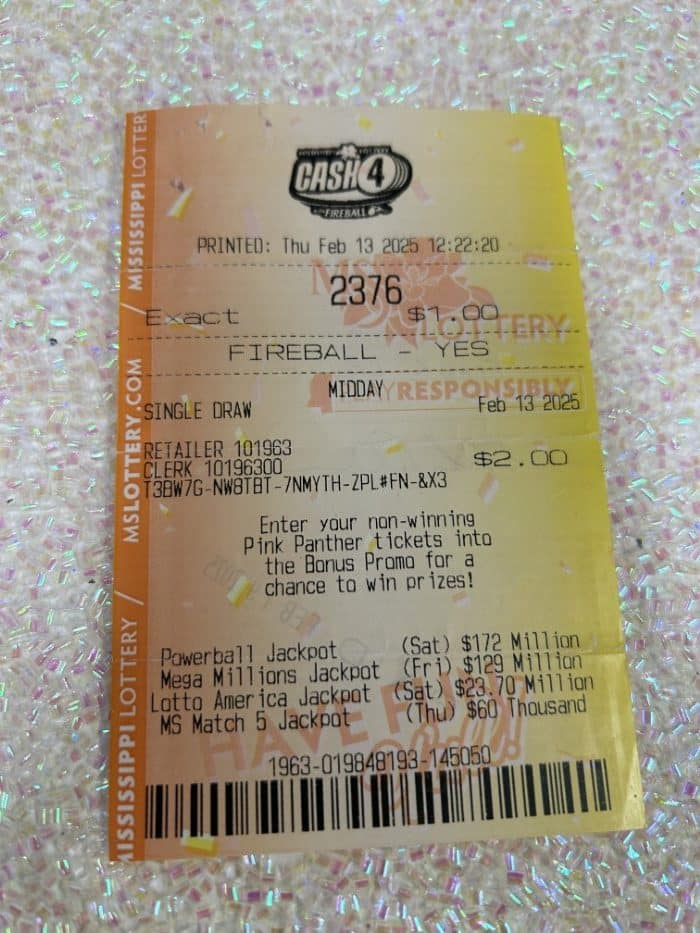 CASH 4
FIREBALL
PRINTED: Thu Feb 13 2025 12:22:20
2376
Exact $1.00
LOTTERY
FIREBALL - YES
MIDDAY
RESPONSIBLY
SINGLE DRAW Feb 13 2025
RETAILER 101963
CLERK 10196300 $2.00
T3BW7G-NW8TBT-7NMYTH-ZPL#FN-&X3
Enter your non-winning
Pink Panther tickets into
the Bonus Promo for a
chance to win prizes!
Powerball Jackpot (Sat) $172 Million
Mega Millions Jackpot (Fri) $129 Million
Lotto America Jackpot (Sat) $23.70 Million
MS Match 5 Jackpot (Thu) $60 Thousand
HAVE FUN
1963-019848193-145050
MISSISSIPPI LOTTERY / MSLOTTERY.COM / MISSISSIPPI LOTTER